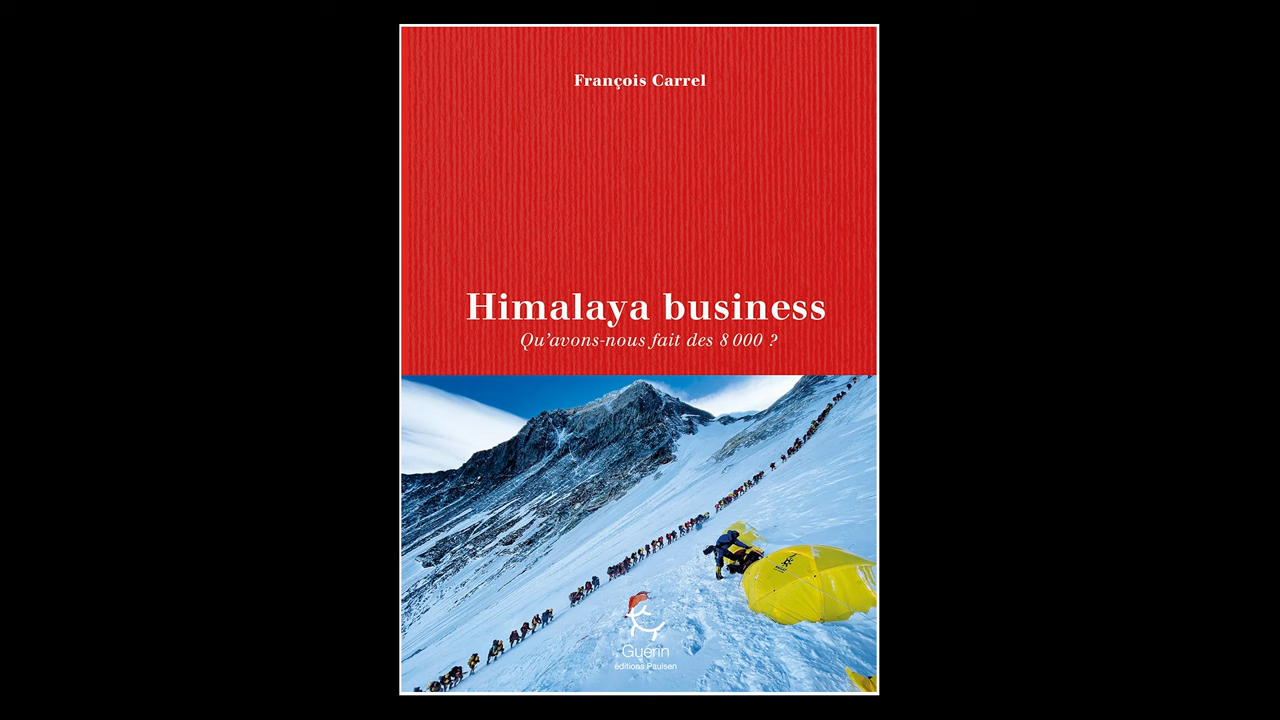 François Carrel
Himalaya business
Qu'avons-nous fait des 8 000 ?
Guérin
éditions Paulsen